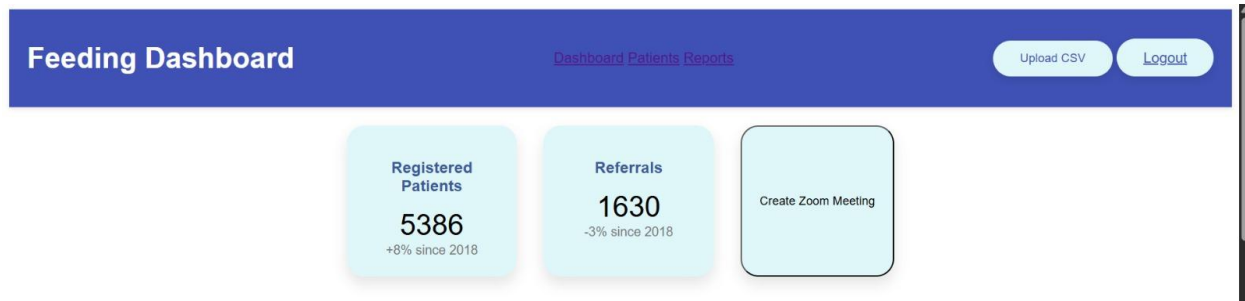 Feeding Dashboard
Dashboard Patients Reports
Upload CSV
Logout
Registered
Patients
5386
+8% since 2018
Referrals
1630
-3% since 2018
Create Zoom Meeting